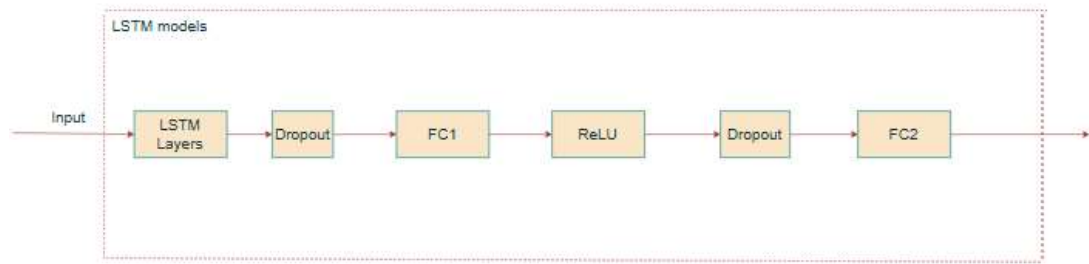 LSTM models
Input
LSTM
Layers
Dropout
FC1
ReLU
Dropout
FC2